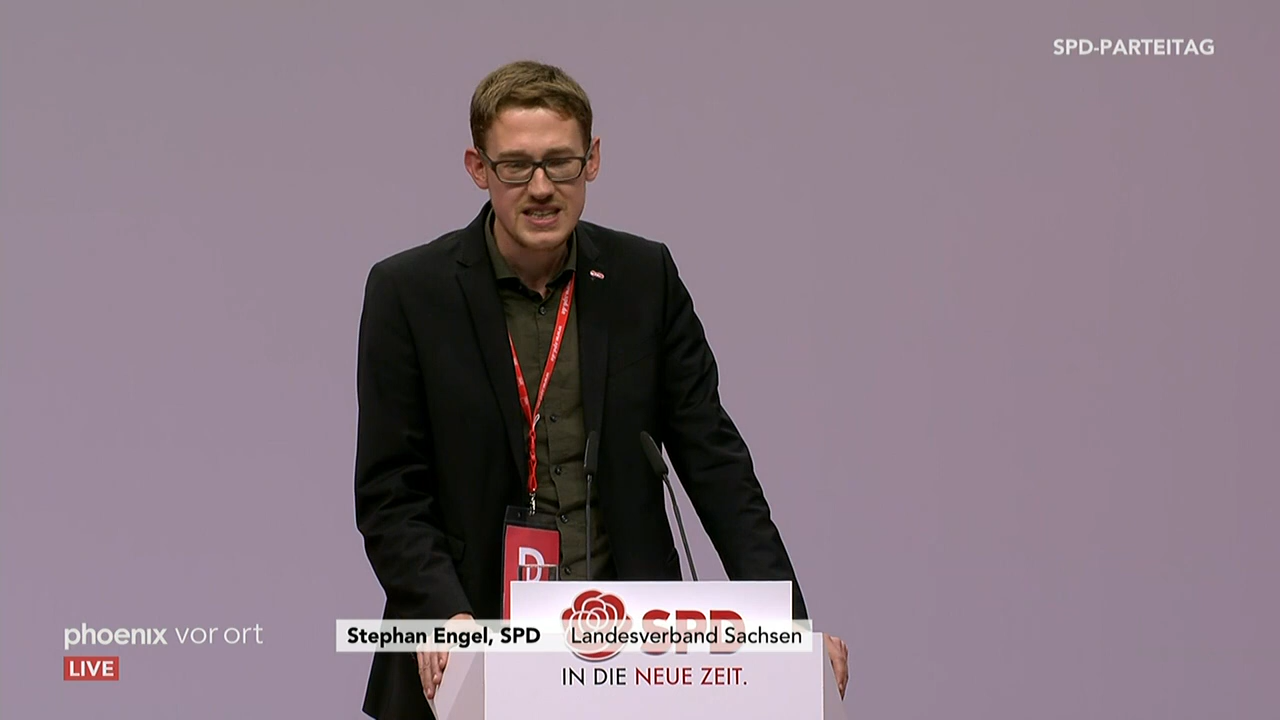 SPD-PARTEITAG
D
phoenix vor ort
LIVE
Stephan Engel, SPD Landesverband Sachsen
SPD
IN DIE NEUE ZEIT.